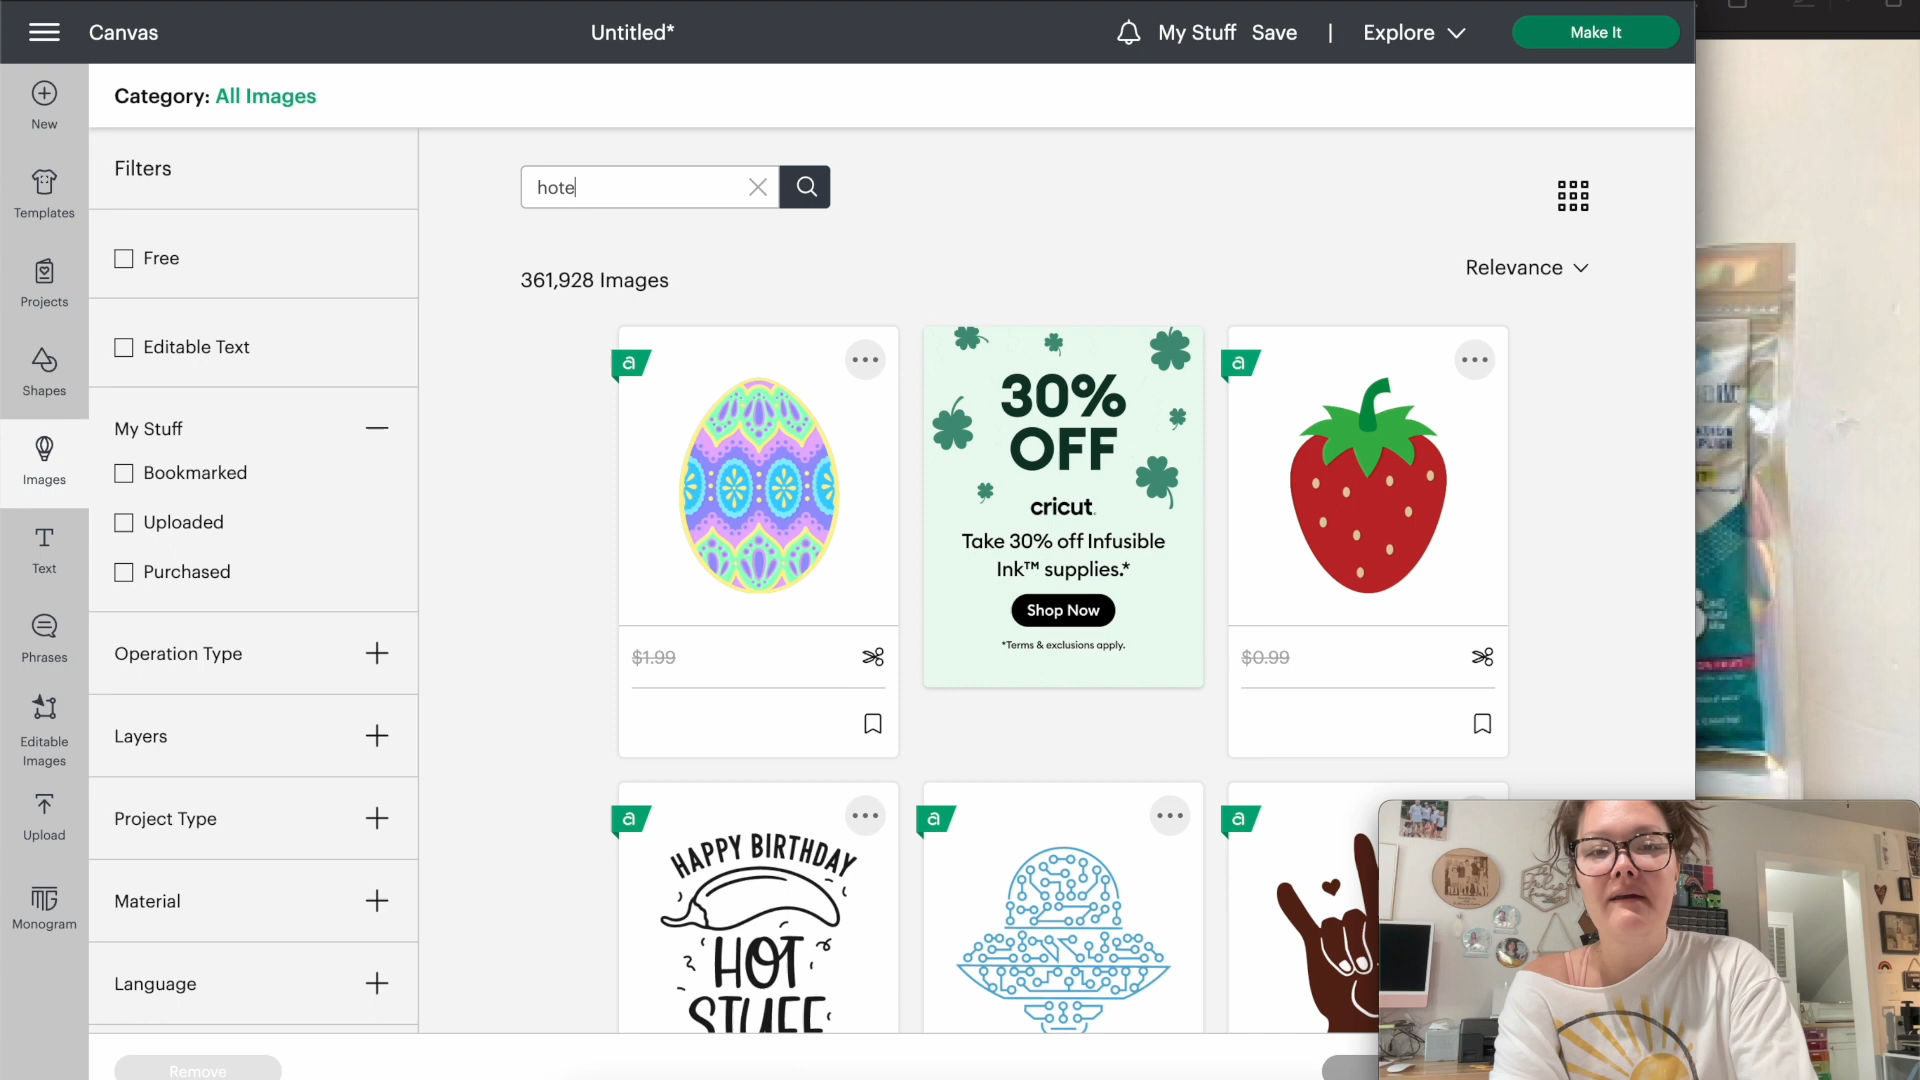 Canvas
Untitled*
My Stuff
Save
|
Explore
Make It
New
Templates
Projects
Shapes
Images
Text
Phrases
Editable
Images
Upload
Monogram
Category: All Images
Filters
Free
Editable Text
My Stuff
Bookmarked
Uploaded
Purchased
Operation Type
Layers
Project Type
Material
Language
Remove
hote
361,928 Images
Relevance
a
$1.99
30%
OFF
cricut
Take 30% off Infusible
Ink™ supplies.*
Shop Now
*Terms & exclusions apply.
a
$0.99
a
HAPPY BIRTHDAY
HOT
STUFF
a
a